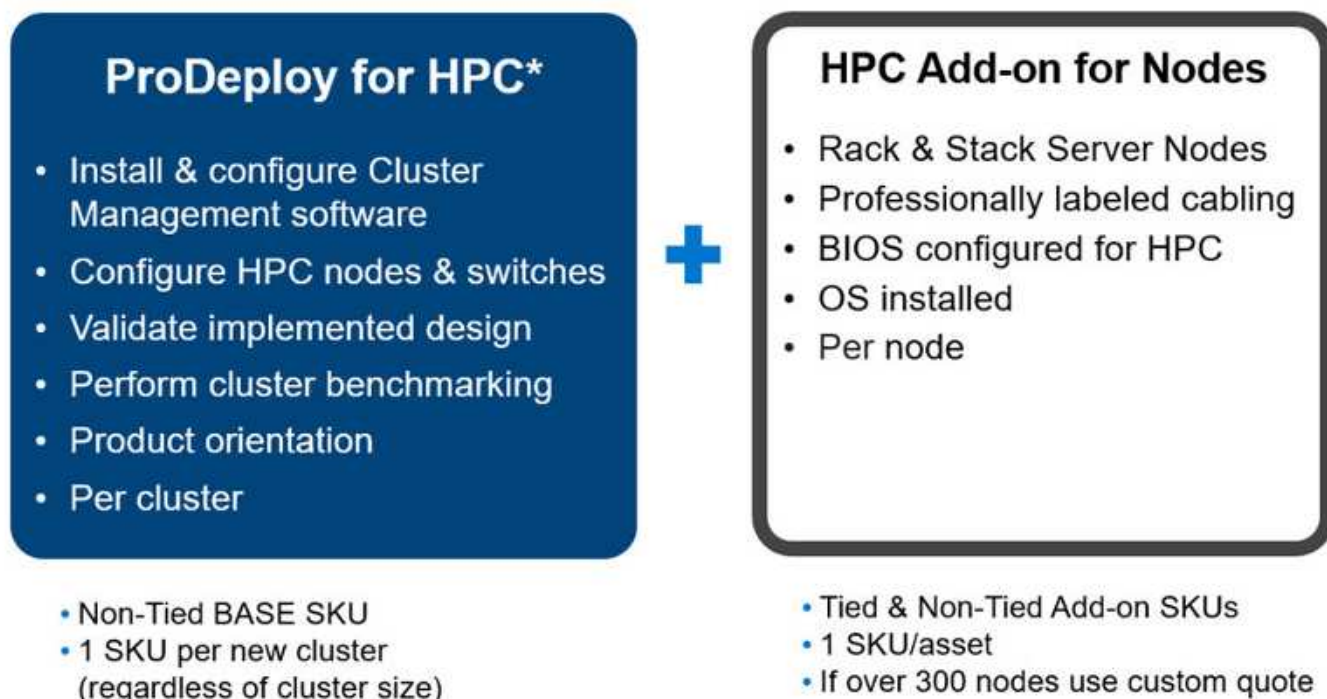 ProDeploy for HPC*
• Install & configure Cluster
Management software
• Configure HPC nodes & switches
• Validate implemented design
• Perform cluster benchmarking
• Product orientation
• Per cluster
• Non-Tied BASE SKU
• 1 SKU per new cluster
(regardless of cluster size)
HPC Add-on for Nodes
• Rack & Stack Server Nodes
• Professionally labeled cabling
• BIOS configured for HPC
• OS installed
• Per node
• Tied & Non-Tied Add-on SKUs
• 1 SKU/asset
• If over 300 nodes use custom quote